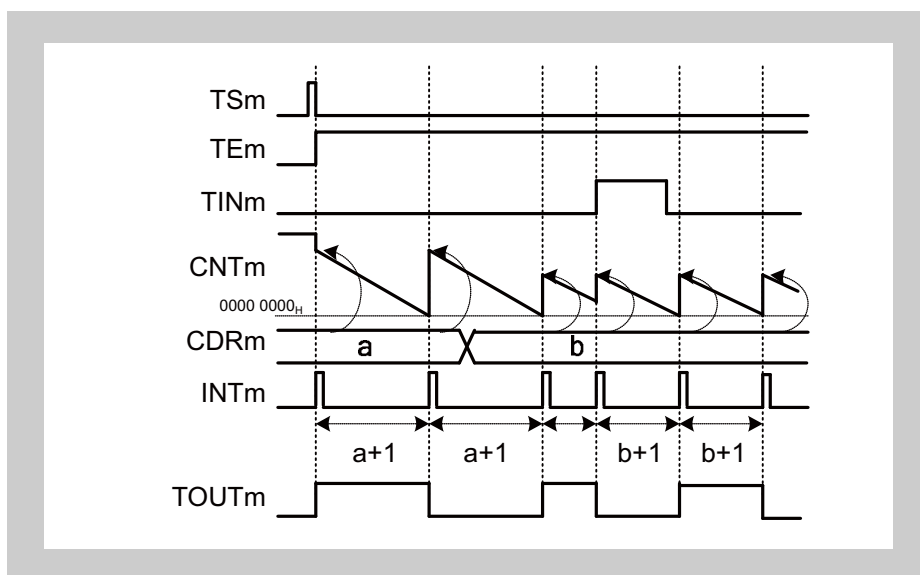 TSm
TEm
TINm
CNTm
0000 0000H
CDRm
a
b
INTm
a+1 a+1 b+1 b+1
TOUTm